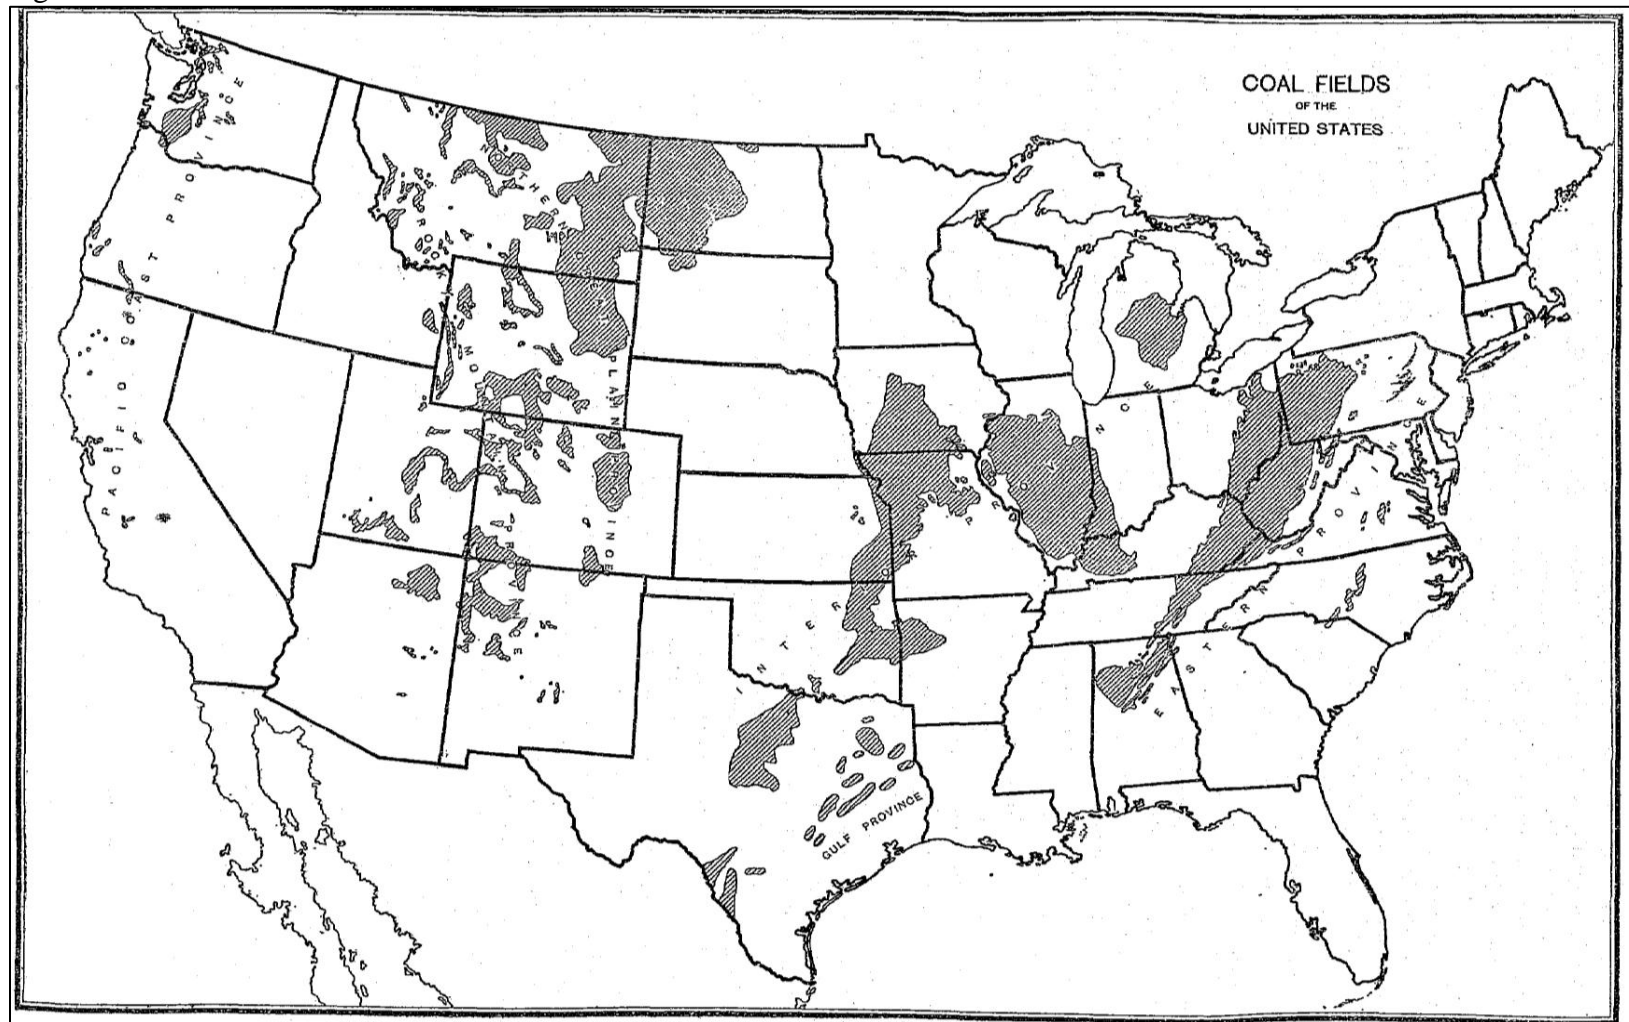 COAL FIELDS
OF THE
UNITED STATES
PACIFIC COAST PROVINCE
ROCKY MOUNTAIN PROVINCE
NORTHERN GREAT PLAINS PROVINCE
INTERIOR PROVINCE
GULF PROVINCE
EASTERN PROVINCE